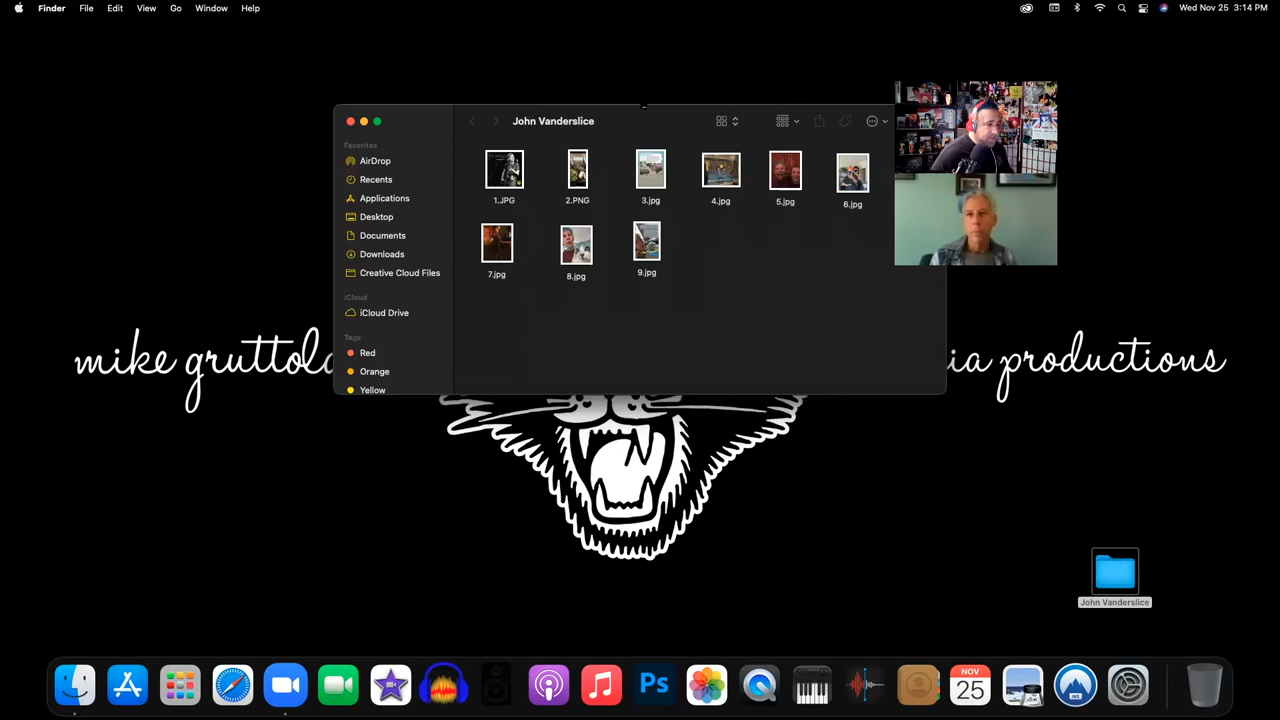 Finder File Edit View Go Window Help
Wed Nov 25 3:14 PM
John Vanderslice
Favorites
AirDrop
Recents
Applications
Desktop
Documents
Downloads
Creative Cloud Files
iCloud
iCloud Drive
Tags
Red
Orange
Yellow
1.JPG 2.PNG 3.jpg 4.jpg 5.jpg 6.jpg
7.jpg 8.jpg 9.jpg
mike gruttola ia productions
John Vanderslice
Ps
NOV
25